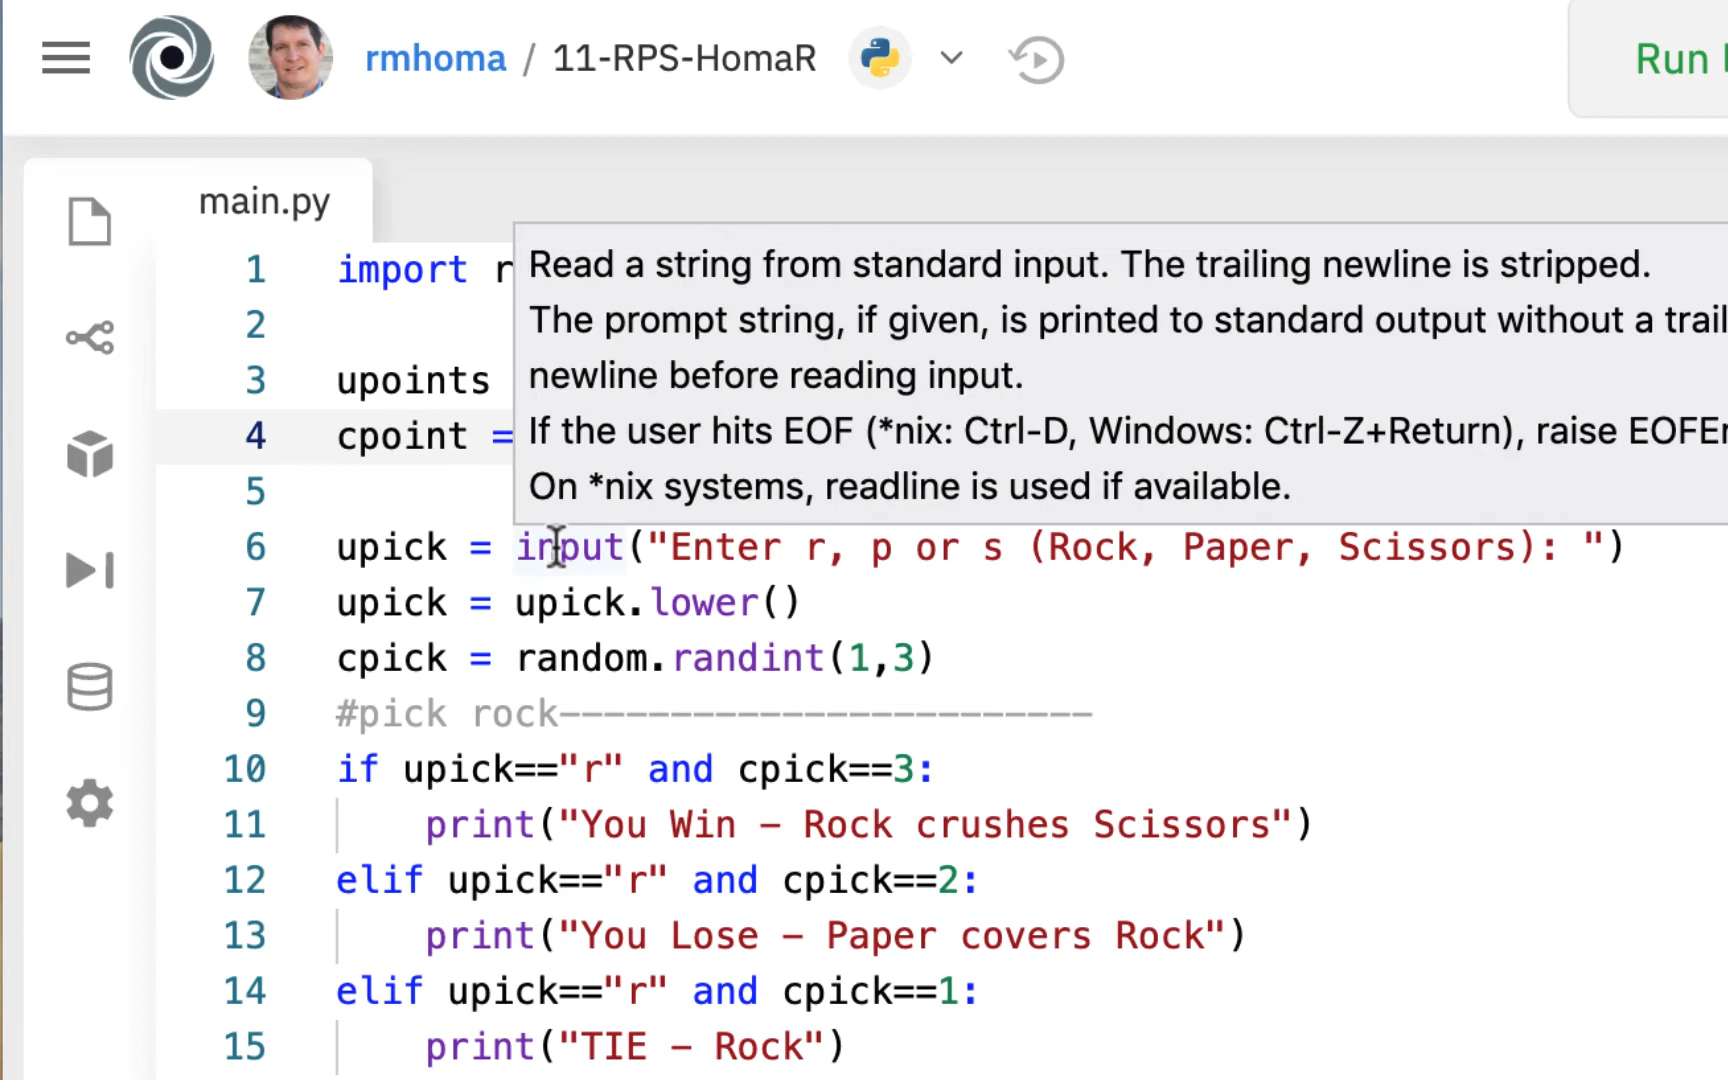 rmhoma / 11-RPS-HomaR
Run
main.py
1 import r
2
3 upoints
4 cpoint =
5
Read a string from standard input. The trailing newline is stripped.
The prompt string, if given, is printed to standard output without a trail
newline before reading input.
If the user hits EOF (*nix: Ctrl-D, Windows: Ctrl-Z+Return), raise EOFEr
On *nix systems, readline is used if available.
6 upick = input("Enter r, p or s (Rock, Paper, Scissors): ")
7 upick = upick.lower()
8 cpick = random.randint(1,3)
9 #pick rock------------------------
10 if upick=="r" and cpick==3:
11 print("You Win - Rock crushes Scissors")
12 elif upick=="r" and cpick==2:
13 print("You Lose - Paper covers Rock")
14 elif upick=="r" and cpick==1:
15 print("TIE - Rock")